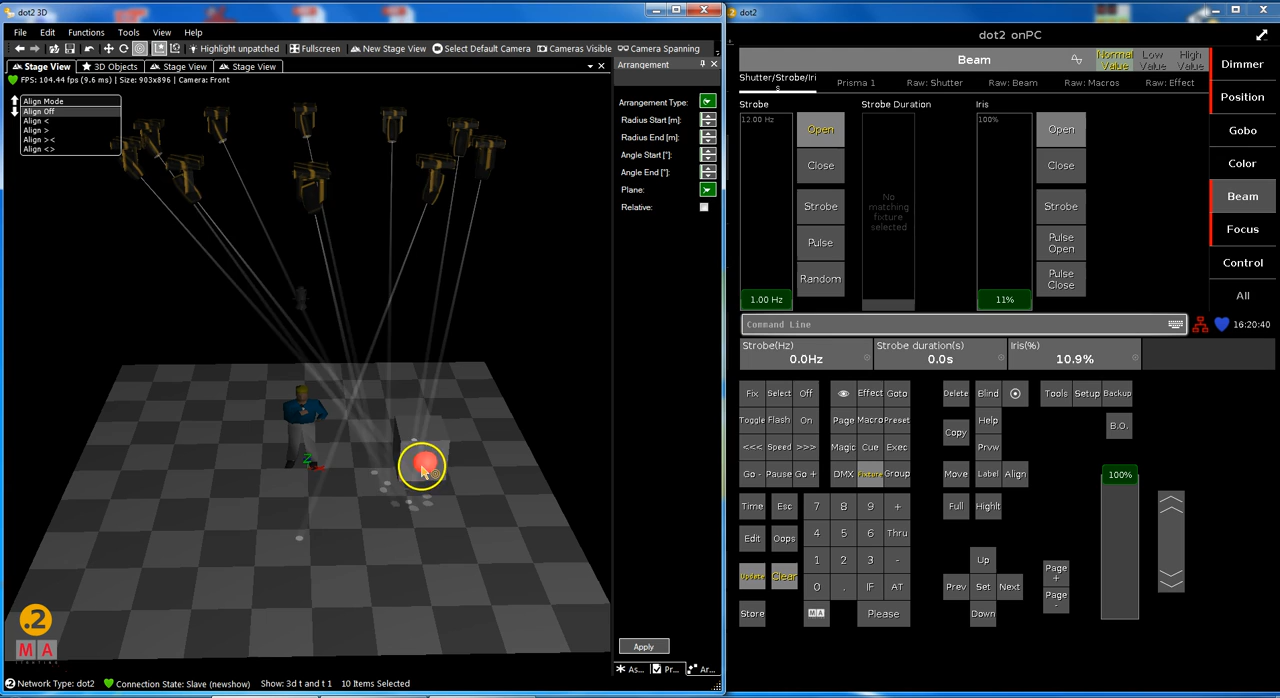 dot2 3D
File Edit Functions Tools View Help
Highlight unpatched Fullscreen New Stage View Select Default Camera Cameras Visible Camera Spanning
Stage View 3D Objects Stage View Stage View
FPS: 104.44 fps (9.6 ms) | Size: 903x896 | Camera: Front
Align Mode
Align Off
Align <
Align >
Align > <
Align <>
Z
Arrangement
Arrangement Type:
Radius Start [m]:
Radius End [m]:
Angle Start [°]:
Angle End [°]:
Plane:
Relative:
Apply
As... Pr... Ar...
.2
MA
Network Type: dot2 Connection State: Slave (newshow) Show: 3d t and t 1 10 Items Selected
dot2
dot2 onPC
Beam
Normal Value
Low Value
High Value
Shutter/Strobe/Iris
Prisma 1
Raw: Shutter
Raw: Beam
Raw: Macros
Raw: Effect
Strobe
12.00 Hz
1.00 Hz
Open
Close
Strobe
Pulse
Random
Strobe Duration
No matching fixture selected
Iris
100%
11%
Open
Close
Strobe
Pulse Open
Pulse Close
Dimmer
Position
Gobo
Color
Beam
Focus
Control
All
Command Line
16:20:40
Strobe(Hz)
0.0Hz
Strobe duration(s)
0.0s
Iris(%)
10.9%
Fix Select Off Effect Goto Delete Blind Tools Setup Backup
Toggle Flash On Page Macro Preset Copy Help B.O.
<<< Speed >>> Magic Cue Exec Prvw
Go - Pause Go + DMX Fixture Group Move Label Align 100%
Time Esc 7 8 9 + Full Highlt
Edit Oops 4 5 6 Thru
Update Clear 1 2 3 - Up Page +
0 . IF AT Prev Set Next Page -
Store MA Please Down